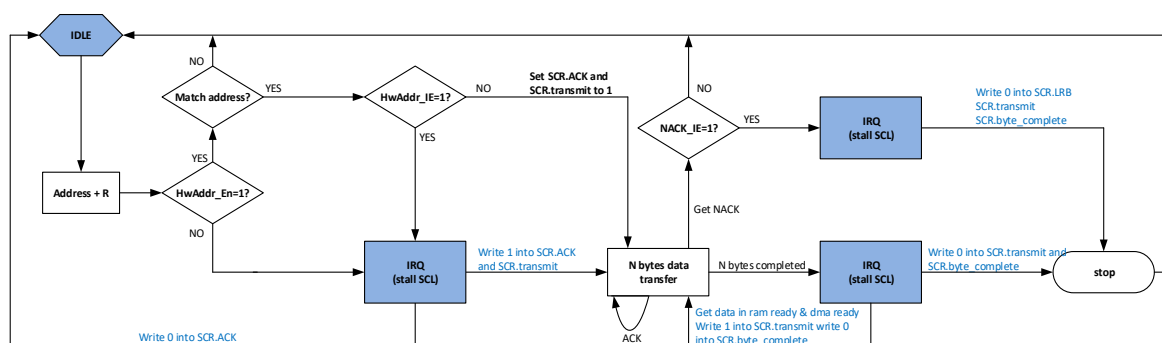 IDLE
NO
NO
Match address?
YES
HwAddr_IE=1?
NO
Set SCR.ACK and
SCR.transmit to 1
NACK_IE=1?
YES
IRQ
(stall SCL)
Write 0 into SCR.LRB
SCR.transmit
SCR.byte_complete
YES
YES
Address + R
HwAddr_En=1?
NO
Get NACK
IRQ
(stall SCL)
Write 1 into SCR.ACK
and SCR.transmit
N bytes data
transfer
N bytes completed
IRQ
(stall SCL)
Write 0 into SCR.transmit and
SCR.byte_complete
stop
Write 0 into SCR.ACK
ACK
Get data in ram ready & dma ready
Write 1 into SCR.transmit write 0
into SCR.byte_complete